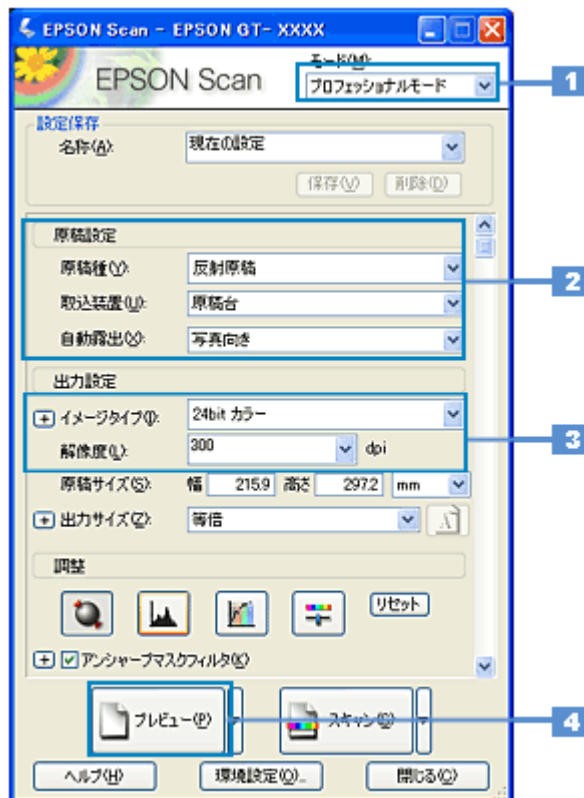 EPSON Scan - EPSON GT- XXXX
モード(M):
EPSON Scan
プロフェッショナルモード
1
設定保存
名称(A):
現在の設定
保存(V)
削除(D)
原稿設定
原稿種(Y):
反射原稿
2
取込装置(U):
原稿台
自動露出(X):
写真向き
出力設定
イメージタイプ(I):
24bit カラー
3
解像度(L):
300
dpi
原稿サイズ(S):
幅 215.9 高さ 297.2 mm
出力サイズ(Z):
等倍
調整
リセット
アンシャープマスクフィルタ(K)
プレビュー(P)
スキャン(S)
4
ヘルプ(H)
環境設定(O)...
閉じる(C)